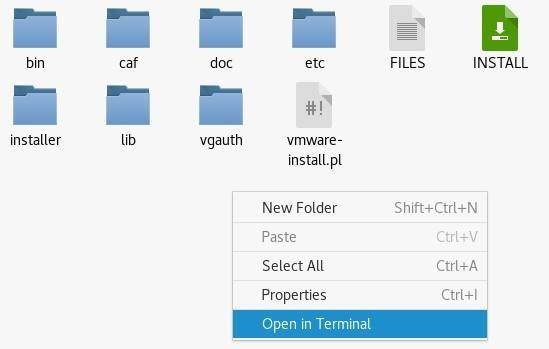 bin caf doc etc FILES INSTALL
#!
installer lib vgauth vmware-
install.pl
New Folder Shift+Ctrl+N
Paste Ctrl+V
Select All Ctrl+A
Properties Ctrl+I
Open in Terminal